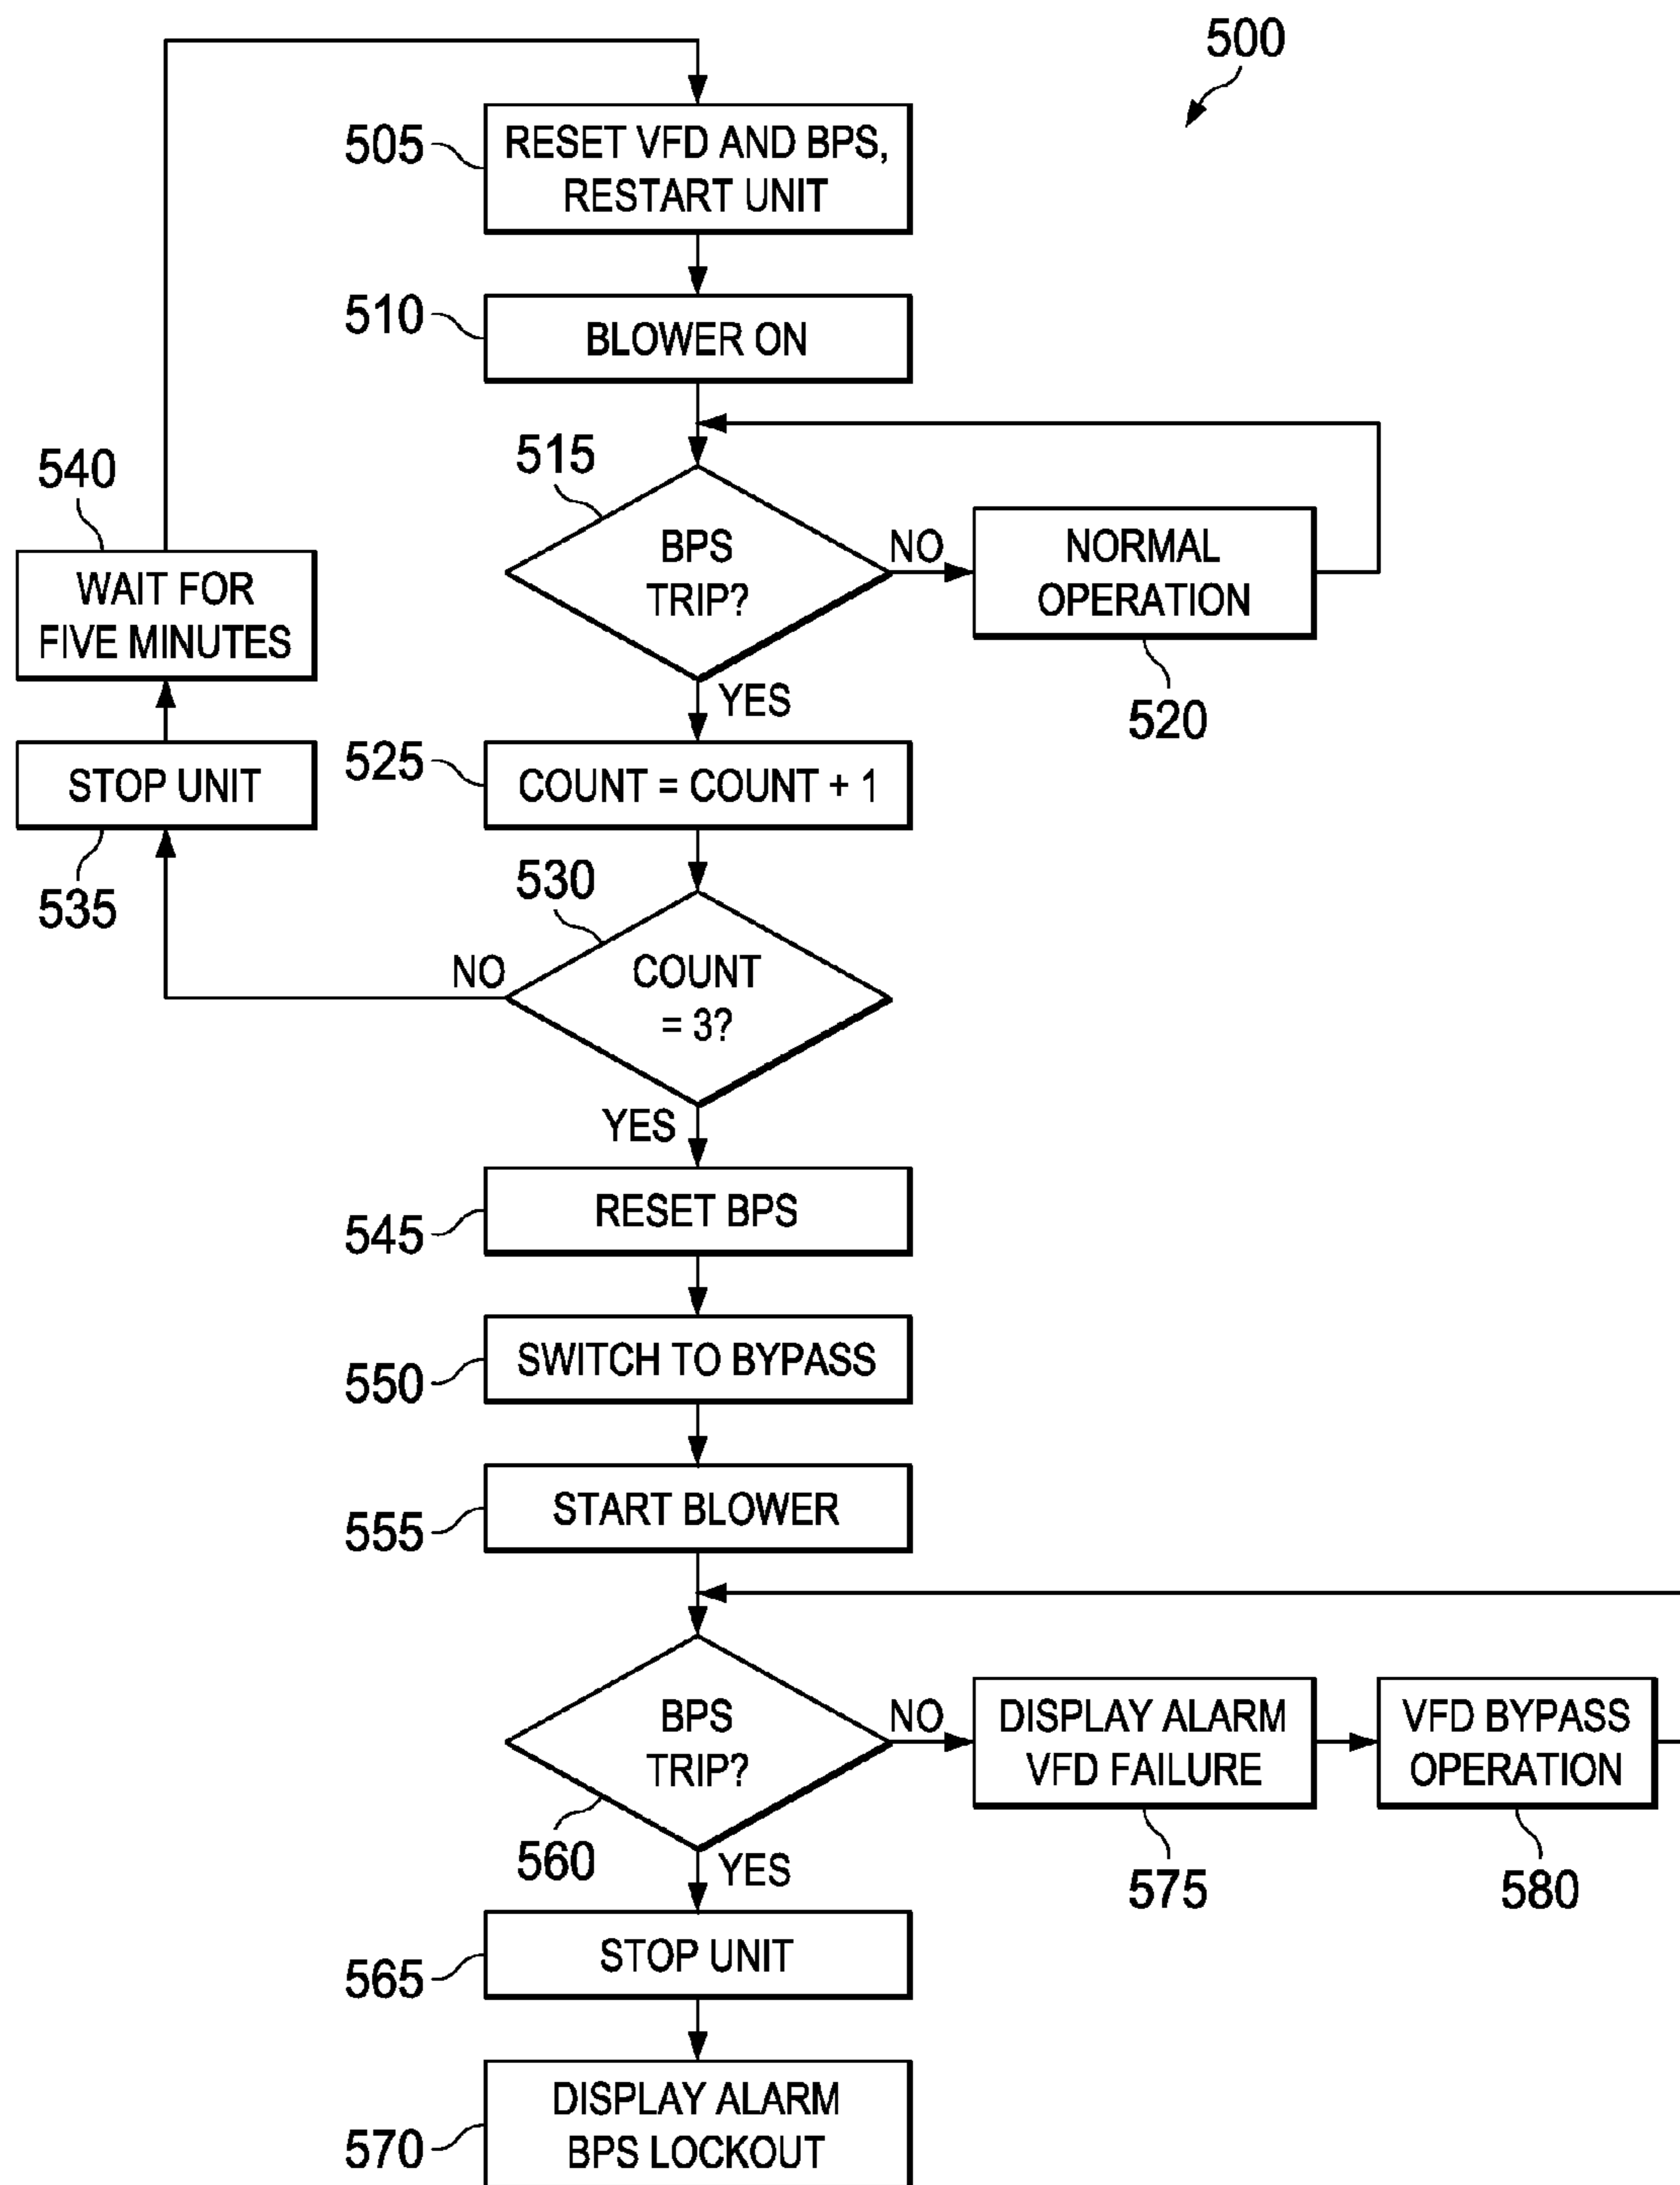 500
505
RESET VFD AND BPS,
RESTART UNIT
510
BLOWER ON
515
BPS
TRIP?
NO
NORMAL
OPERATION
520
YES
540
WAIT FOR
FIVE MINUTES
STOP UNIT
535
525
COUNT = COUNT + 1
530
COUNT
= 3?
NO
YES
545
RESET BPS
550
SWITCH TO BYPASS
555
START BLOWER
BPS
TRIP?
560
NO
DISPLAY ALARM
VFD FAILURE
575
VFD BYPASS
OPERATION
580
YES
565
STOP UNIT
570
DISPLAY ALARM
BPS LOCKOUT